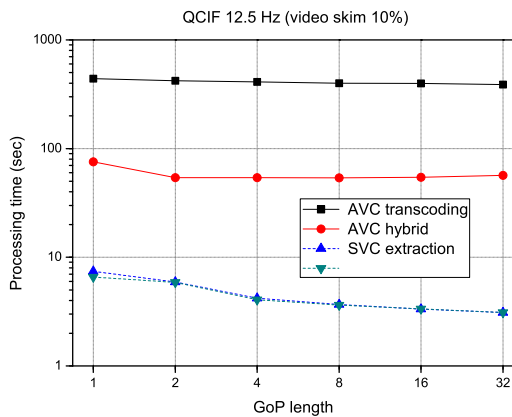 QCIF 12.5 Hz (video skim 10%)
1000
100
10
1
Processing time (sec)
AVC transcoding
AVC hybrid
SVC extraction
1 2 4 8 16 32
GoP length